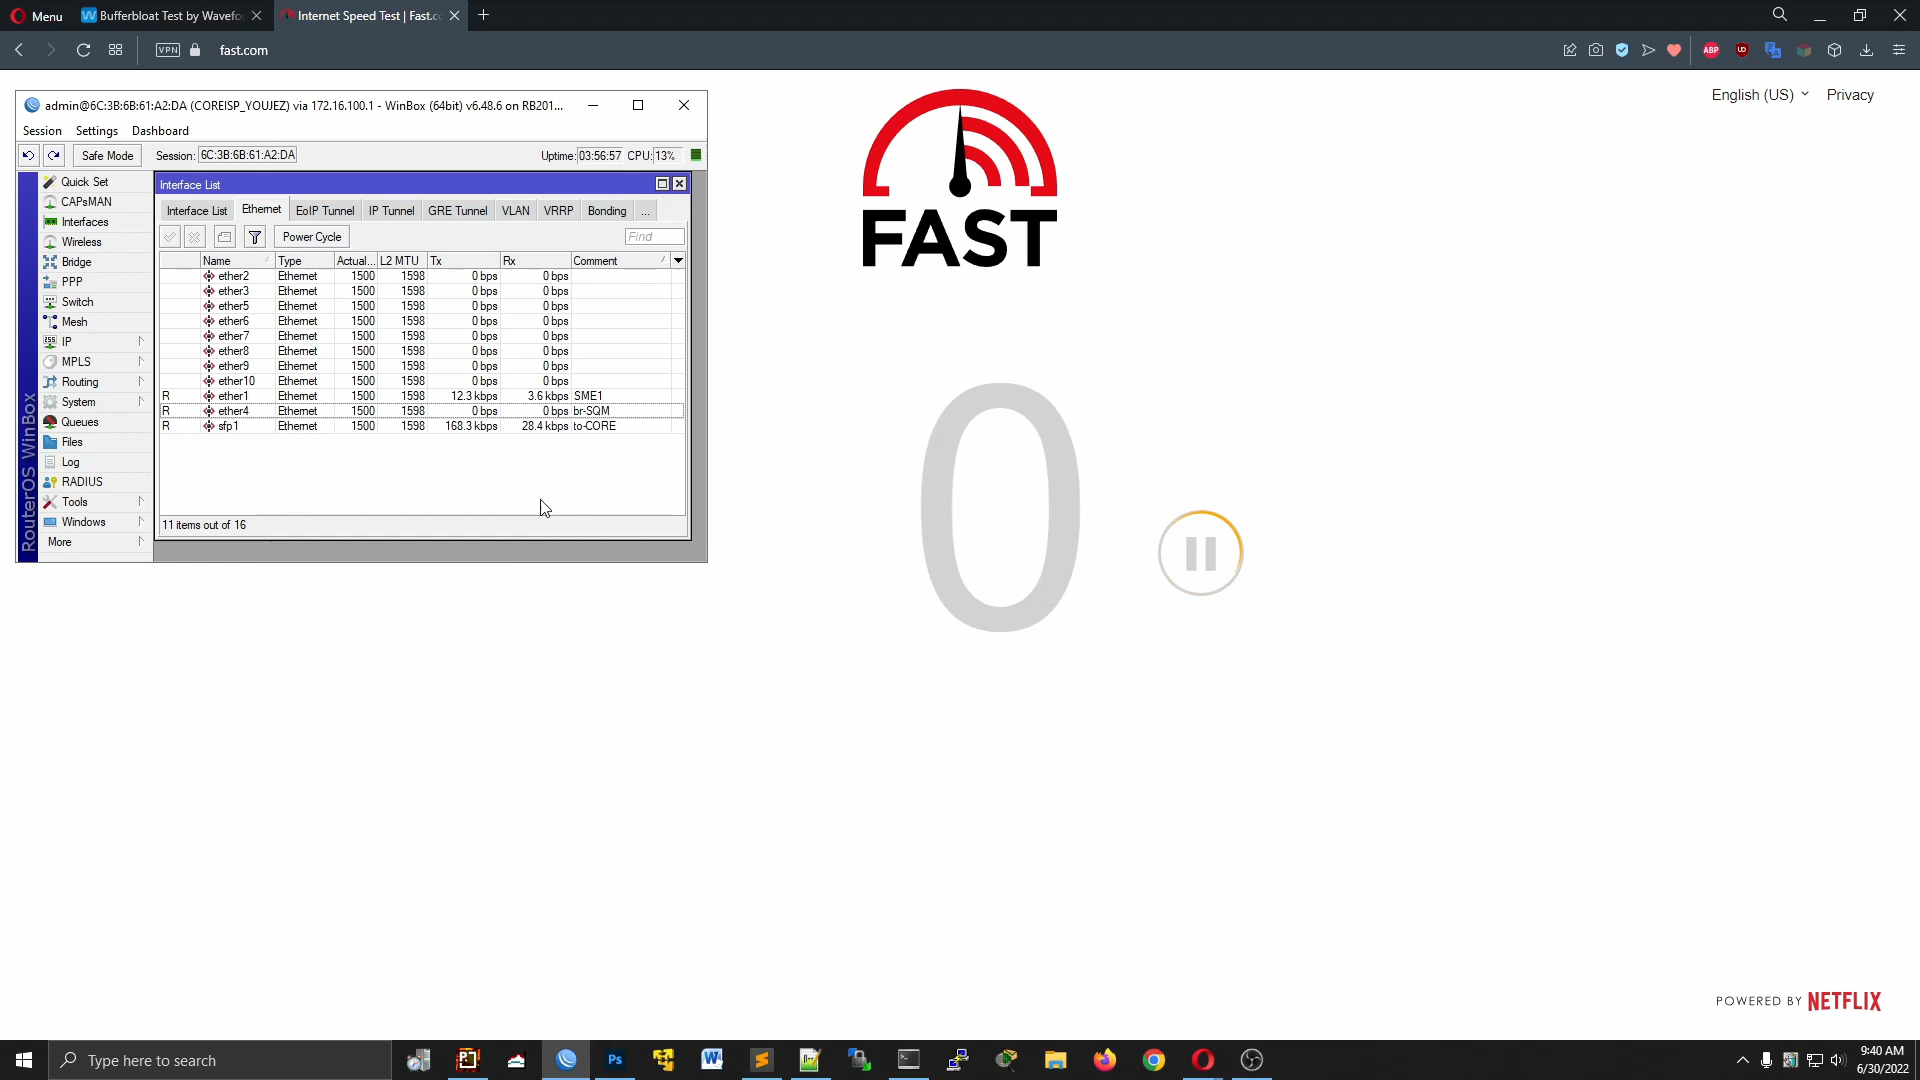 Menu
Bufferbloat Test by Wavefo
Internet Speed Test | Fast.c
VPN
fast.com
ABP
admin@6C:3B:6B:61:A2:DA (COREISP_YOUJEZ) via 172.16.100.1 - WinBox (64bit) v6.48.6 on RB201...
Session Settings Dashboard
Safe Mode Session: 6C:3B:6B:61:A2:DA Uptime: 03:56:57 CPU: 13%
RouterOS WinBox
Quick Set
CAPsMAN
Interfaces
Wireless
Bridge
PPP
Switch
Mesh
IP
MPLS
Routing
System
Queues
Files
Log
RADIUS
Tools
Windows
More
Interface List
Interface List Ethernet EoIP Tunnel IP Tunnel GRE Tunnel VLAN VRRP Bonding ...
Power Cycle Find
Name Type Actual... L2 MTU Tx Rx Comment
ether2 Ethernet 1500 1598 0 bps 0 bps
ether3 Ethernet 1500 1598 0 bps 0 bps
ether5 Ethernet 1500 1598 0 bps 0 bps
ether6 Ethernet 1500 1598 0 bps 0 bps
ether7 Ethernet 1500 1598 0 bps 0 bps
ether8 Ethernet 1500 1598 0 bps 0 bps
ether9 Ethernet 1500 1598 0 bps 0 bps
ether10 Ethernet 1500 1598 0 bps 0 bps
R ether1 Ethernet 1500 1598 12.3 kbps 3.6 kbps SME1
R ether4 Ethernet 1500 1598 0 bps 0 bps br-SQM
R sfp1 Ethernet 1500 1598 168.3 kbps 28.4 kbps to-CORE
11 items out of 16
English (US) Privacy
FAST
0
POWERED BY NETFLIX
Type here to search
Ps
9:40 AM
6/30/2022